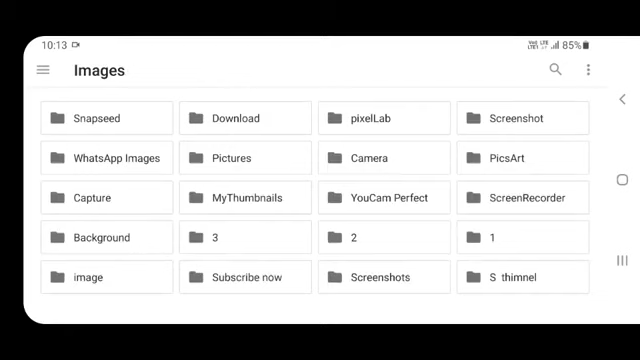 10:13 85%
Images
Snapseed Download pixelLab Screenshot
WhatsApp Images Pictures Camera PicsArt
Capture MyThumbnails YouCam Perfect ScreenRecorder
Background 3 2 1
image Subscribe now Screenshots S thimnel